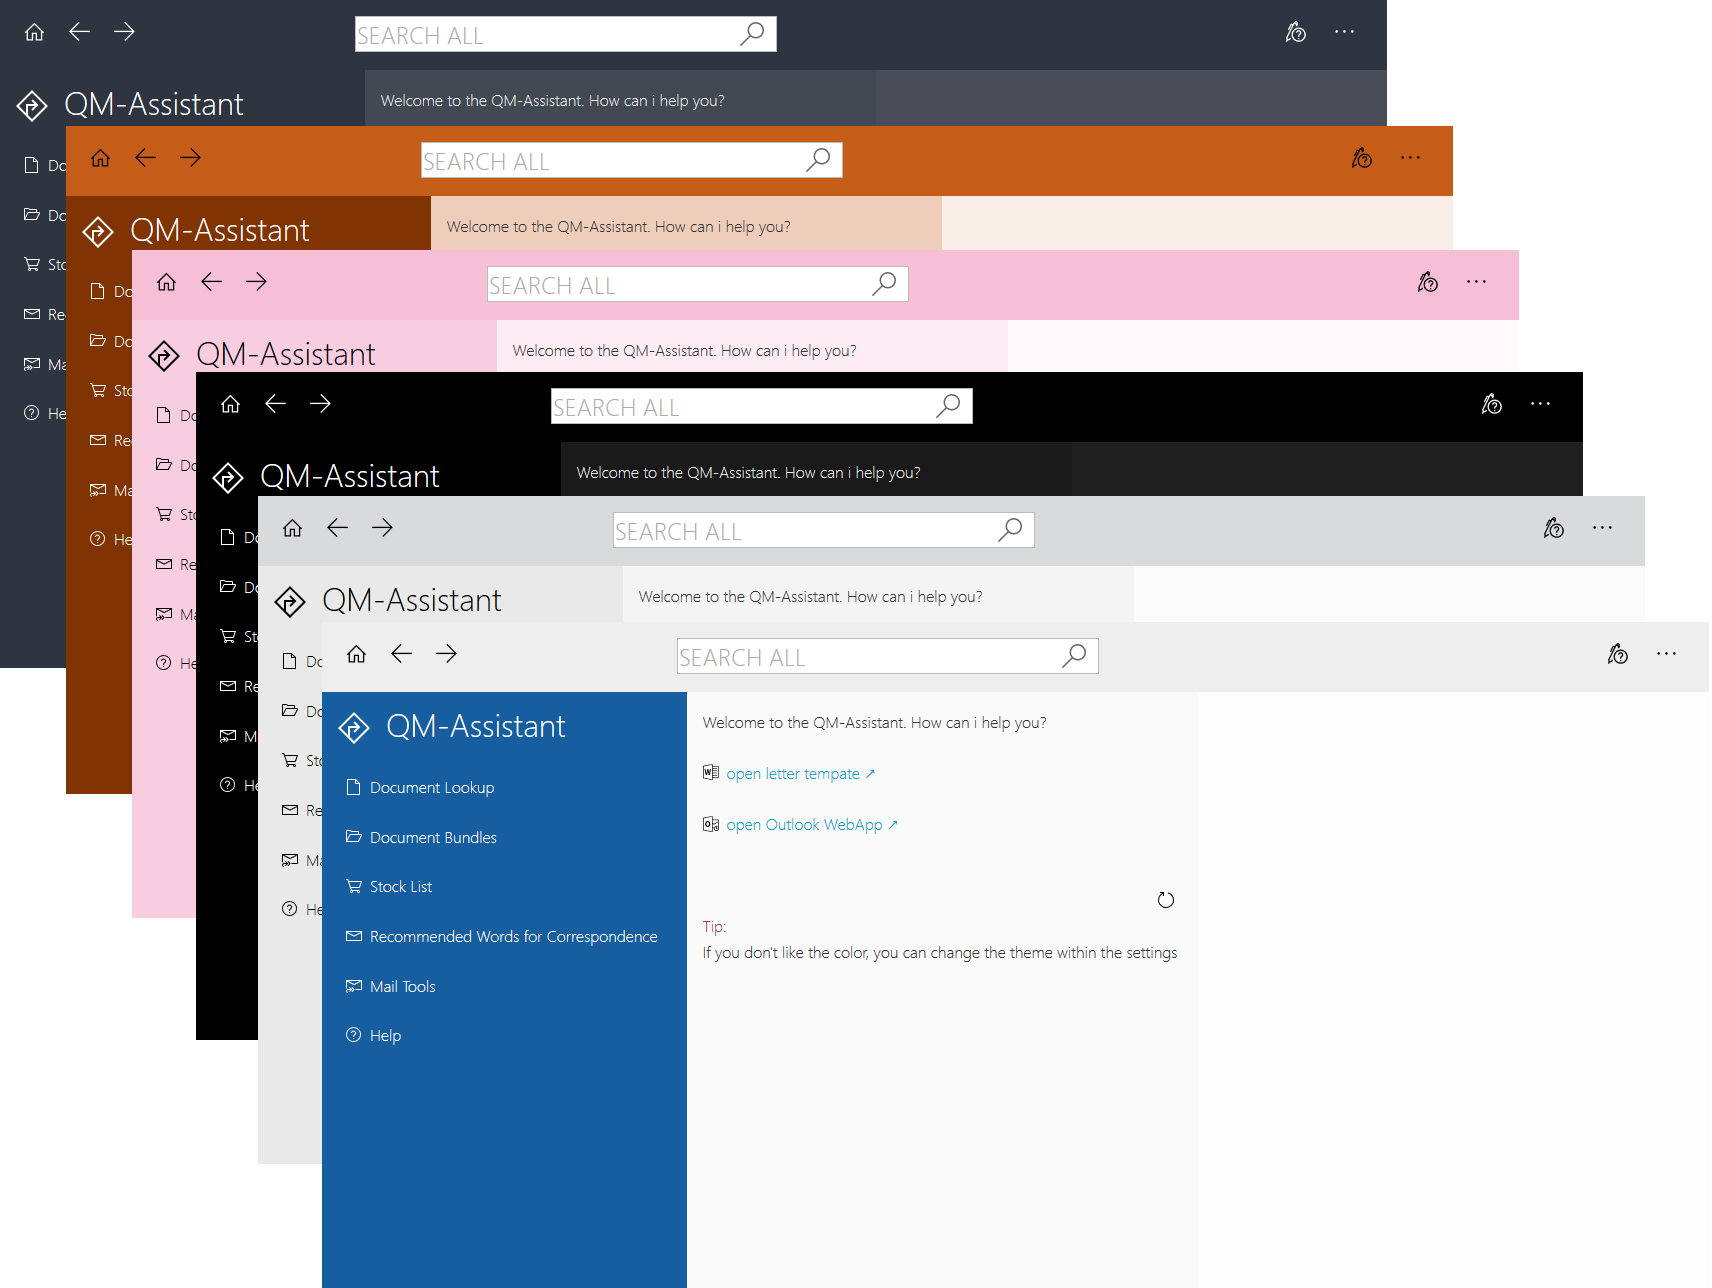 SEARCH ALL
QM-Assistant
Welcome to the QM-Assistant. How can i help you?
Do
Do
Sto
Re
Ma
He
SEARCH ALL
QM-Assistant
Welcome to the QM-Assistant. How can i help you?
Do
Do
Sto
Re
Ma
He
SEARCH ALL
QM-Assistant
Welcome to the QM-Assistant. How can i help you?
Do
Do
Sto
Re
Ma
He
SEARCH ALL
QM-Assistant
Welcome to the QM-Assistant. How can i help you?
Do
Do
St
Re
M
He
SEARCH ALL
QM-Assistant
Welcome to the QM-Assistant. How can i help you?
Do
Do
Sto
Re
Ma
He
SEARCH ALL
QM-Assistant
Document Lookup
Document Bundles
Stock List
Recommended Words for Correspondence
Mail Tools
Help
Welcome to the QM-Assistant. How can i help you?
open letter tempate ↗
open Outlook WebApp ↗
Tip:
If you don't like the color, you can change the theme within the settings